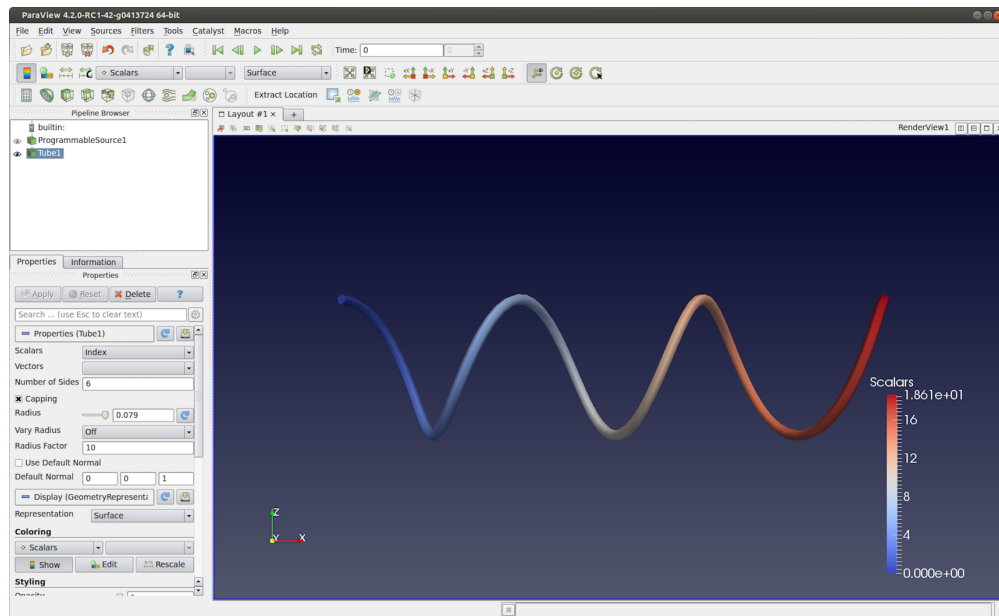 ParaView 4.2.0-RC1-42-g0413724 64-bit
File Edit View Sources Filters Tools Catalyst Macros Help
Time: 0 0
Scalars Surface
Extract Location
Pipeline Browser
Layout #1
builtin:
RenderView1
ProgrammableSource1
Tube1
Properties Information
Properties
Apply Reset Delete ?
Search ... (use Esc to clear text)
Properties (Tube1)
Scalars Index
Vectors
Number of Sides 6
Capping
Radius 0.079
Vary Radius Off
Radius Factor 10
Use Default Normal
Default Normal 0 0 1
Display (GeometryRepresenta
Representation Surface
Coloring
Scalars
Show Edit Rescale
Styling
Scalars
1.861e+01
16
12
8
4
0.000e+00
Z
Y X